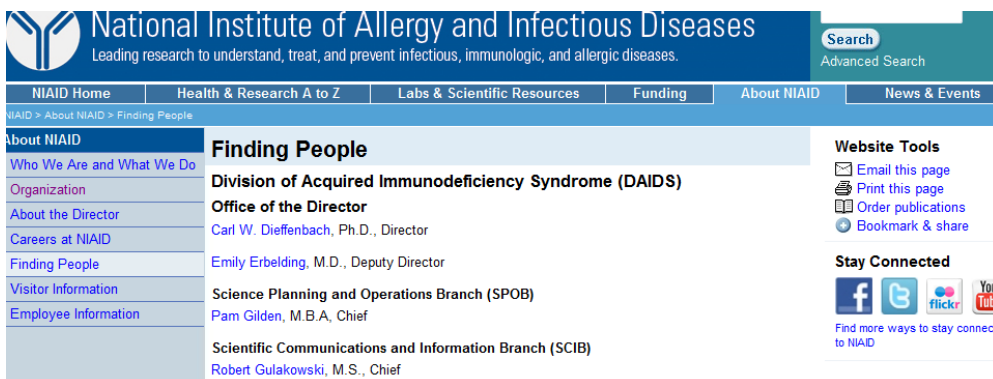 National Institute of Allergy and Infectious Diseases
Leading research to understand, treat, and prevent infectious, immunologic, and allergic diseases.
Search
Advanced Search
NIAID Home
Health & Research A to Z
Labs & Scientific Resources
Funding
About NIAID
News & Events
NIAID > About NIAID > Finding People
About NIAID
Who We Are and What We Do
Organization
About the Director
Careers at NIAID
Finding People
Visitor Information
Employee Information
Finding People
Division of Acquired Immunodeficiency Syndrome (DAIDS)
Office of the Director
Carl W. Dieffenbach, Ph.D., Director
Emily Erbelding, M.D., Deputy Director
Science Planning and Operations Branch (SPOB)
Pam Gilden, M.B.A, Chief
Scientific Communications and Information Branch (SCIB)
Robert Gulakowski, M.S., Chief
Website Tools
Email this page
Print this page
Order publications
Bookmark & share
Stay Connected
flickr
Find more ways to stay
to NIAID